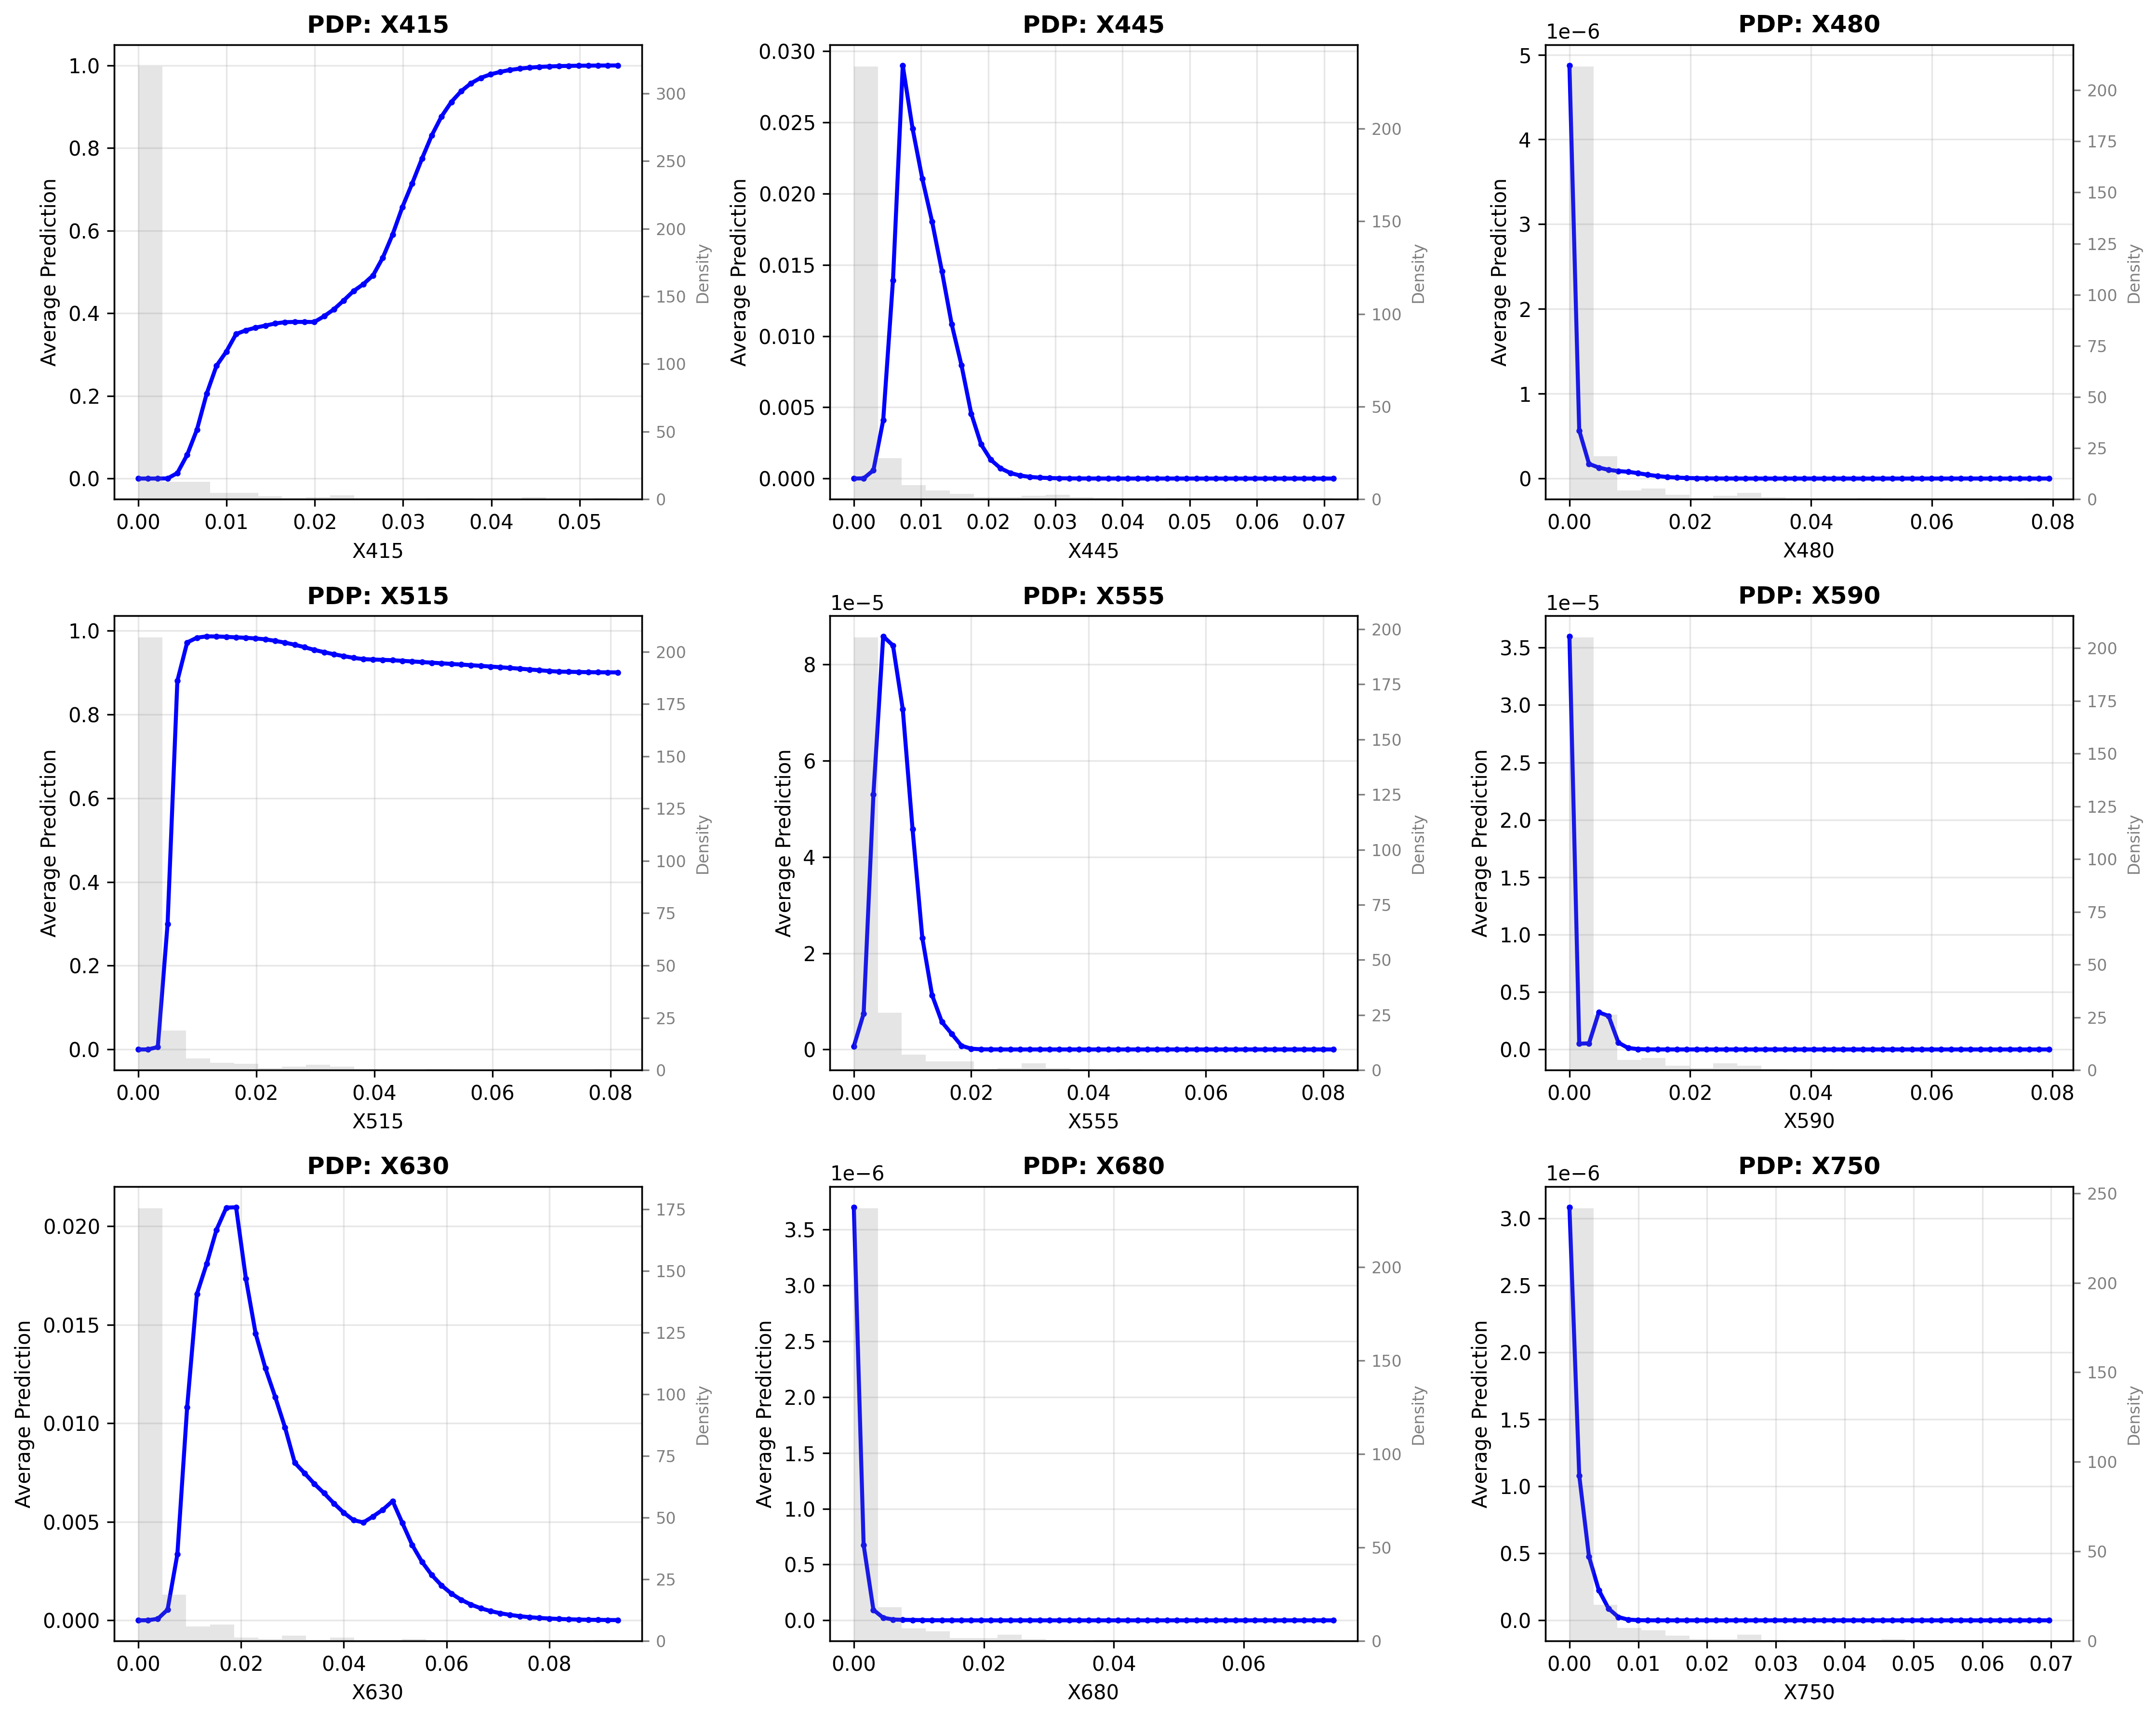 PDP: X415
1.0
0.8
0.6
0.4
0.2
0.0
Average Prediction
300
250
200
150
100
50
0
Density
0.00 0.01 0.02 0.03 0.04 0.05
X415
PDP: X445
0.030
0.025
0.020
0.015
0.010
0.005
0.000
Average Prediction
200
150
100
50
0
Density
0.00 0.01 0.02 0.03 0.04 0.05 0.06 0.07
X445
PDP: X480
1e−6
5
4
3
2
1
0
Average Prediction
200
175
150
125
100
75
50
25
0
Density
0.00 0.02 0.04 0.06 0.08
X480
PDP: X515
1.0
0.8
0.6
0.4
0.2
0.0
Average Prediction
200
175
150
125
100
75
50
25
0
Density
0.00 0.02 0.04 0.06 0.08
X515
PDP: X555
1e−5
8
6
4
2
0
Average Prediction
200
175
150
125
100
75
50
25
0
Density
0.00 0.02 0.04 0.06 0.08
X555
PDP: X590
1e−5
3.5
3.0
2.5
2.0
1.5
1.0
0.5
0.0
Average Prediction
200
175
150
125
100
75
50
25
0
Density
0.00 0.02 0.04 0.06 0.08
X590
PDP: X630
0.020
0.015
0.010
0.005
0.000
Average Prediction
175
150
125
100
75
50
25
0
Density
0.00 0.02 0.04 0.06 0.08
X630
PDP: X680
1e−6
3.5
3.0
2.5
2.0
1.5
1.0
0.5
0.0
Average Prediction
200
150
100
50
0
Density
0.00 0.02 0.04 0.06
X680
PDP: X750
1e−6
3.0
2.5
2.0
1.5
1.0
0.5
0.0
Average Prediction
250
200
150
100
50
0
Density
0.00 0.01 0.02 0.03 0.04 0.05 0.06 0.07
X750